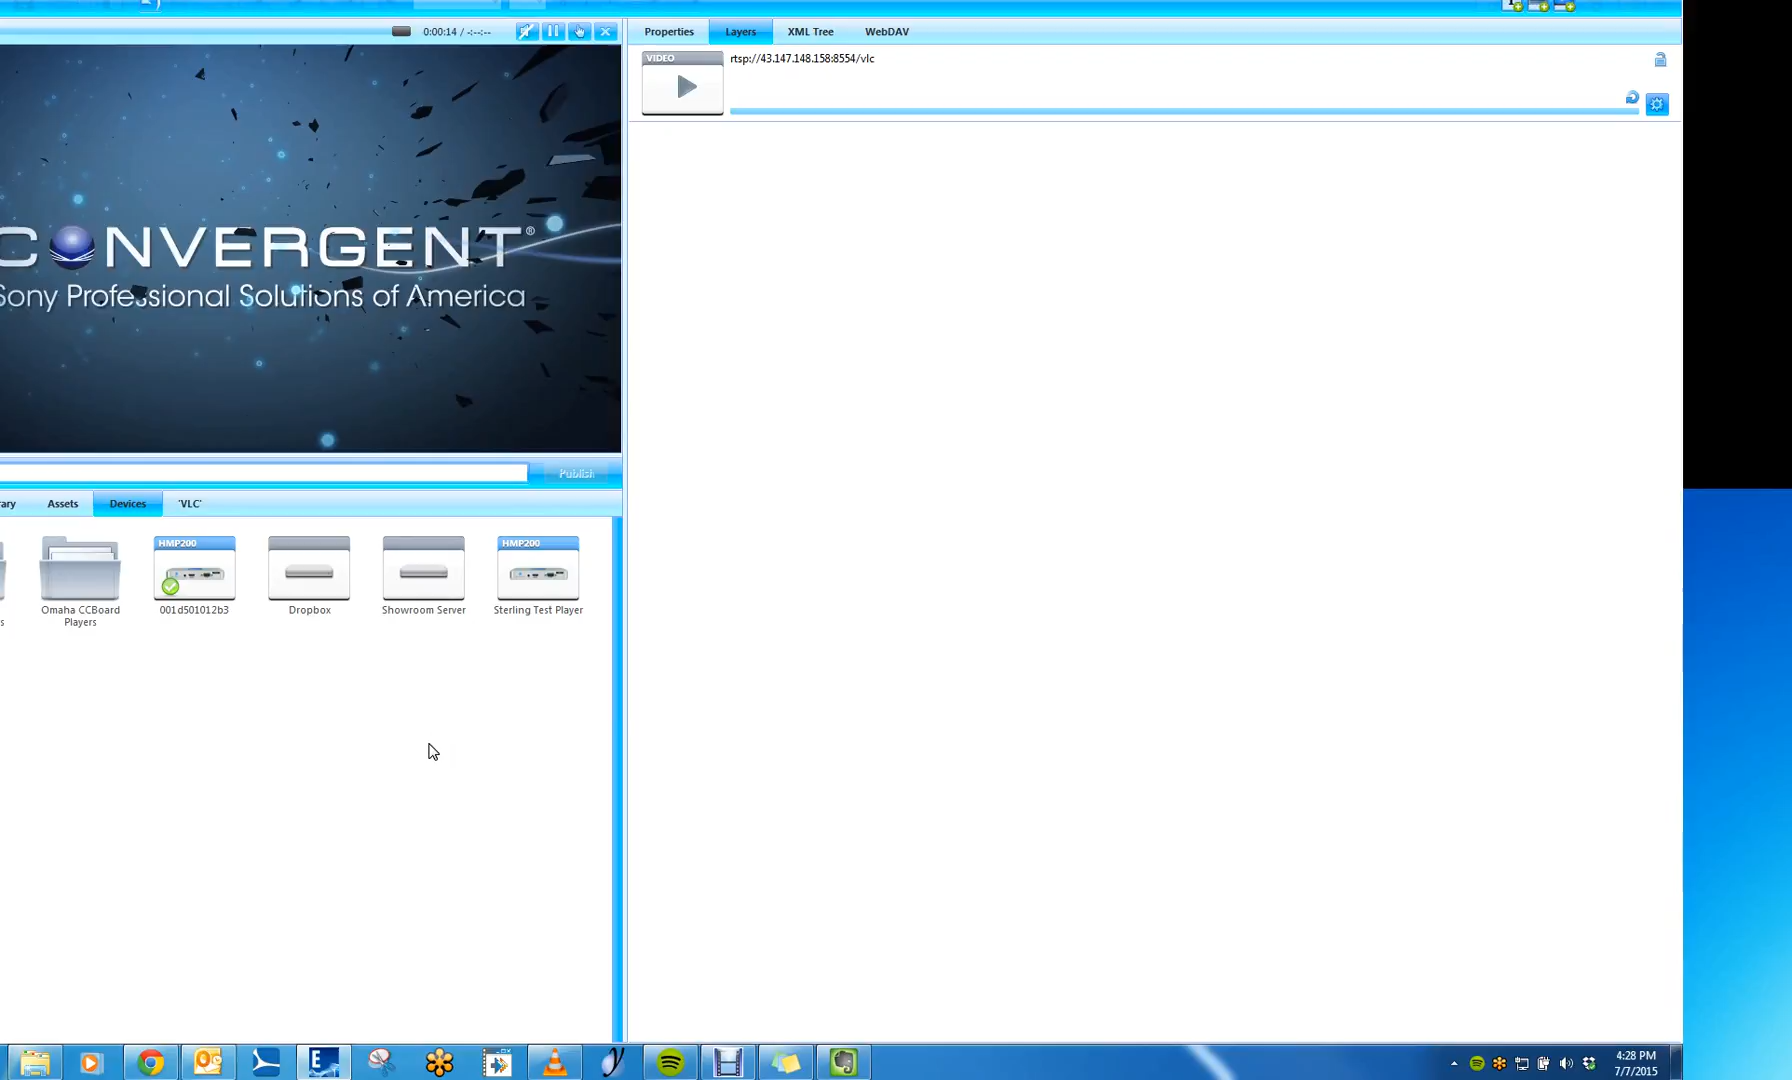 0:00:14 / -:--:--
Properties
Layers
XML Tree
WebDAV
VIDEO
rtsp://43.147.148.158:8554/vlc
CONVERGENT®
Sony Professional Solutions of America
Publish
rary
Assets
Devices
'VLC'
s
Omaha CCBoard
Players
HMP200
001d501012b3
Dropbox
Showroom Server
HMP200
Sterling Test Player
4:28 PM
7/7/2015